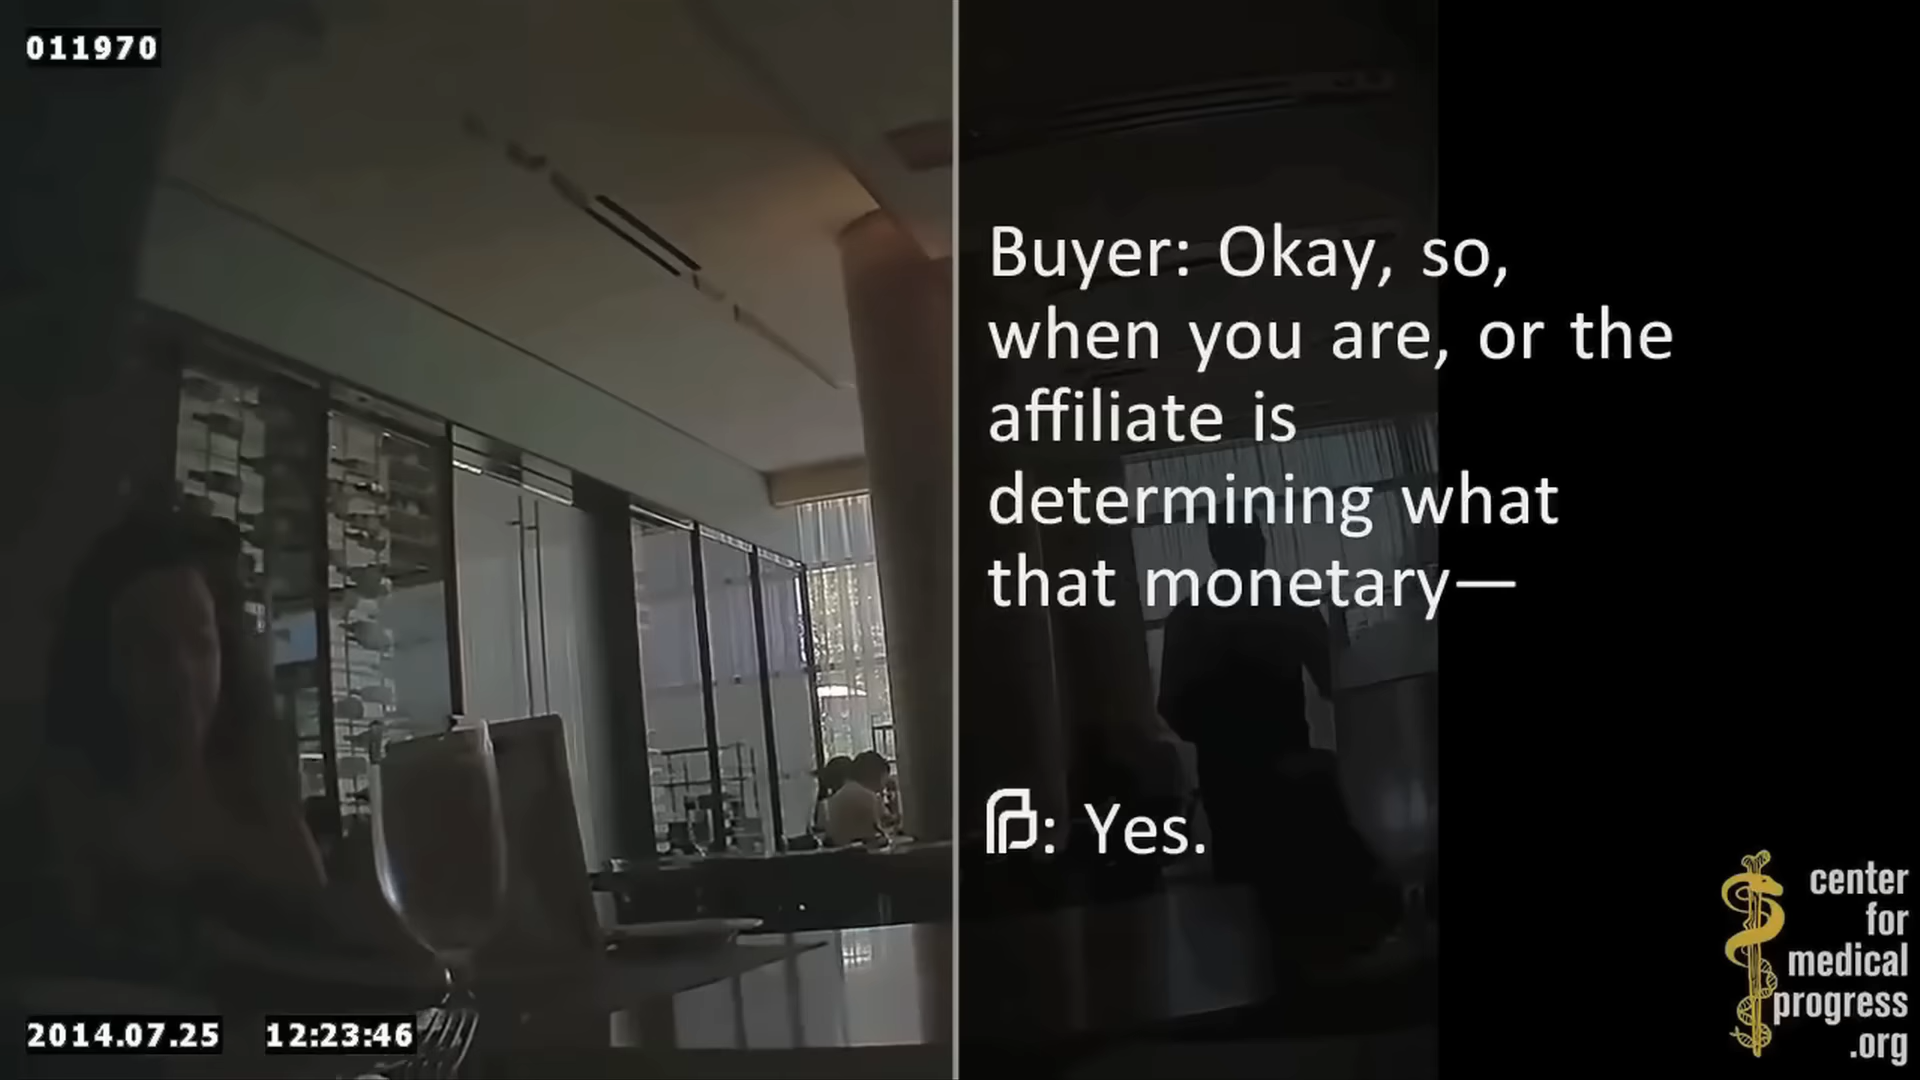 011970
Buyer: Okay, so,
when you are, or the
affiliate is
determining what
that monetary—
: Yes.
2014.07.25 12:23:46
center
for
medical
progress
.org